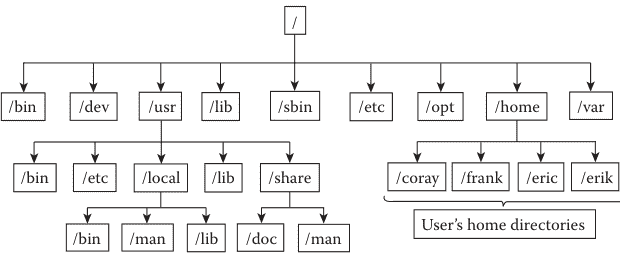 /
/bin /dev /usr /lib /sbin /etc /opt /home /var
/bin /etc /local /lib /share /coray /frank /eric /erik
/bin /man /lib /doc /man
User's home directories